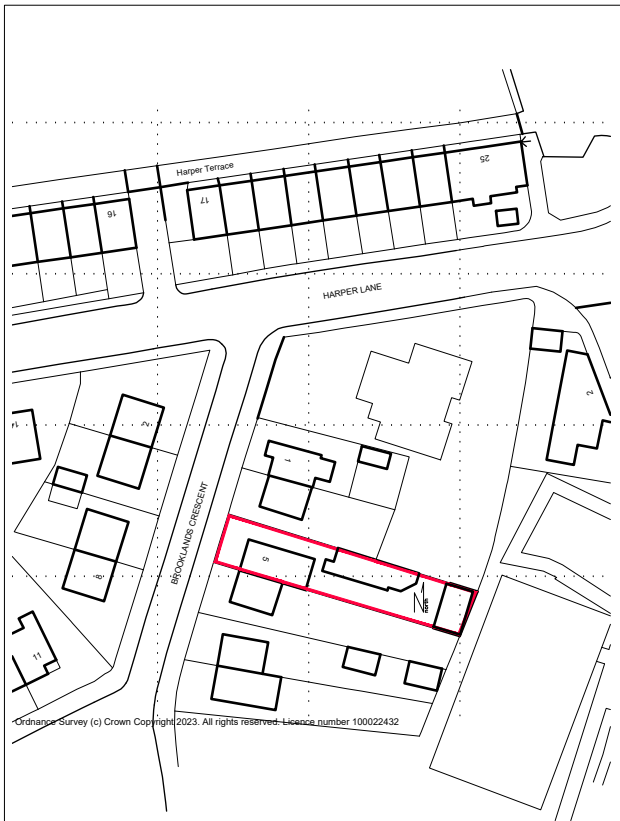 Harper Terrace
25
16
17
HARPER LANE
2
2
1
BROOKLANDS CRESCENT
5
11
north
Ordnance Survey (c) Crown Copyright 2023. All rights reserved. Licence number 100022432